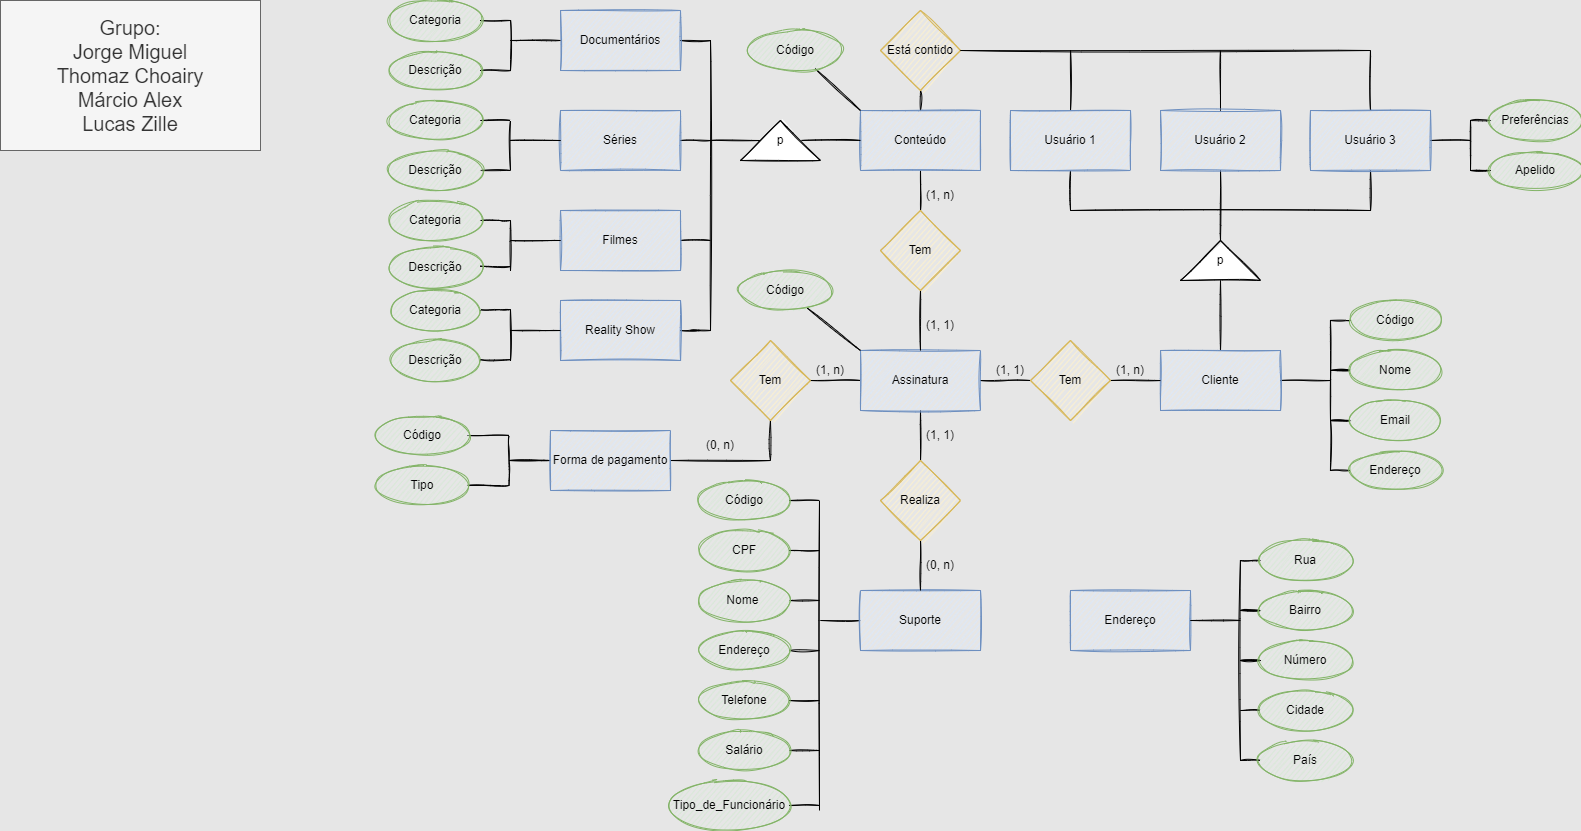 Grupo:
Jorge Miguel
Thomaz Choairy
Márcio Alex
Lucas Zille
Categoria
Descrição
Documentários
Categoria
Descrição
Séries
Categoria
Descrição
Filmes
Categoria
Descrição
Reality Show
p
Código
Está contido
Conteúdo
Usuário 1
Usuário 2
Usuário 3
Preferências
Apelido
(1, n)
Tem
(1, 1)
p
Código
Tem
(1, n)
Assinatura
(1, 1)
Tem
(1, n)
Cliente
Código
Nome
Email
Endereço
Código
Tipo
Forma de pagamento
(0, n)
(1, 1)
Realiza
(0, n)
Código
CPF
Nome
Endereço
Telefone
Salário
Tipo_de_Funcionário
Suporte
Endereço
Rua
Bairro
Número
Cidade
País